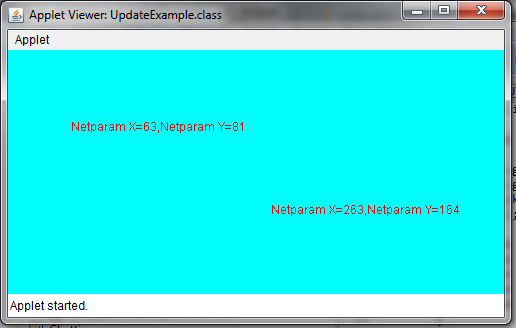 Applet Viewer: UpdateExample.class
Applet
Netparam X=63,Netparam Y=81
Netparam X=263,Netparam Y=164
Applet started.